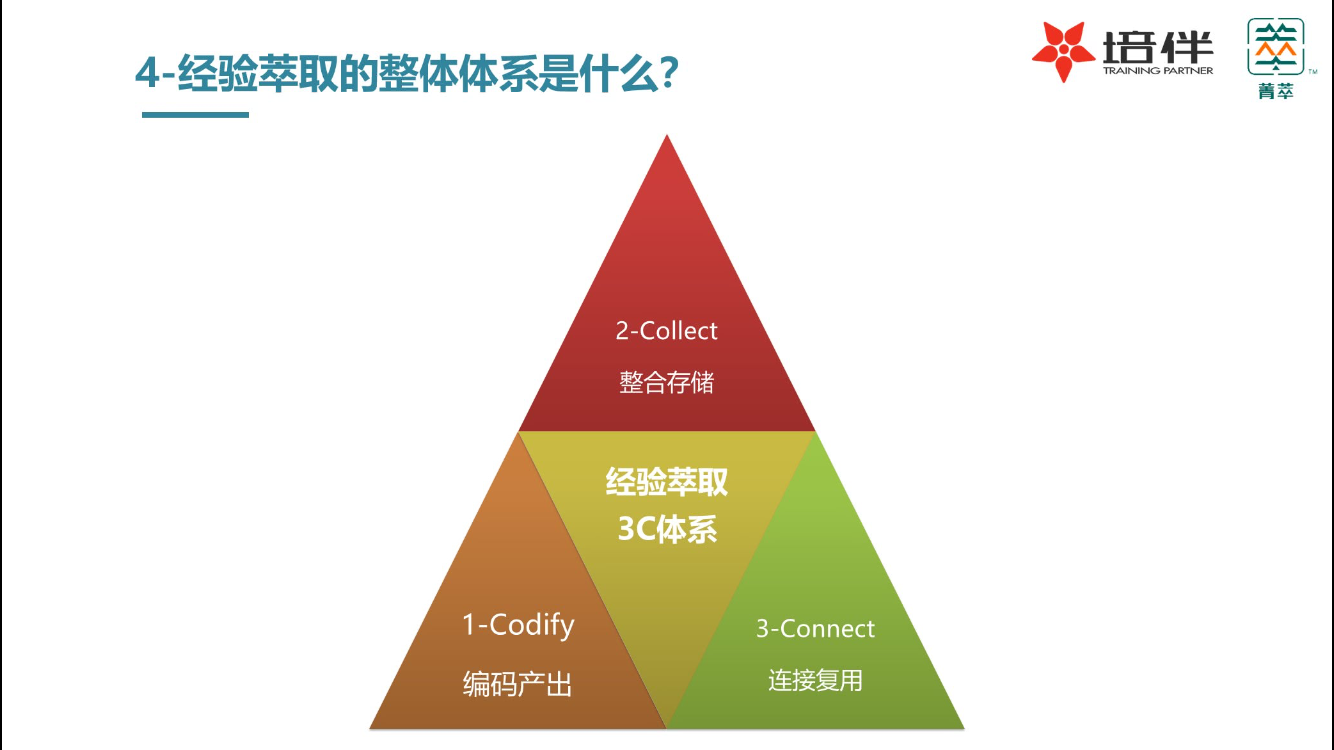 4-经验萃取的整体体系是什么？
培伴
TRAINING PARTNER
TM
菁萃
2-Collect
整合存储
经验萃取
3C体系
1-Codify
编码产出
3-Connect
连接复用